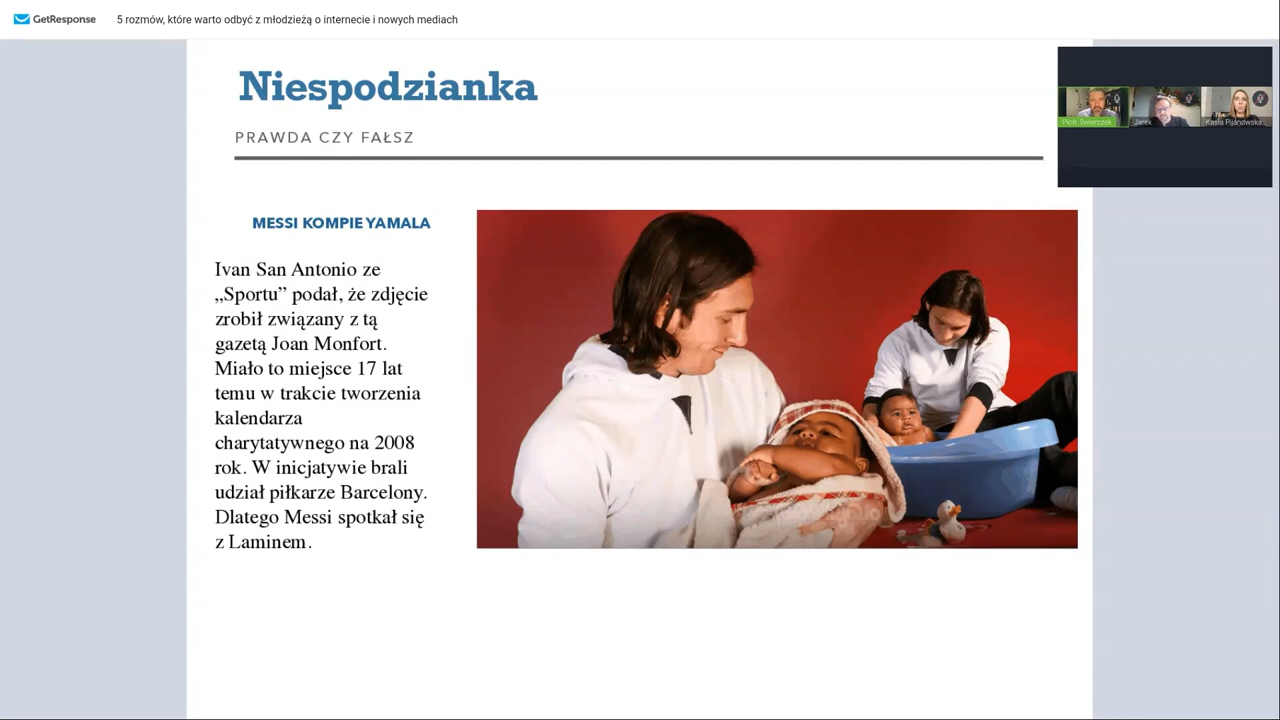 GetResponse 5 rozmów, które warto odbyć z młodzieżą o internecie i nowych mediach
Niespodzianka
PRAWDA CZY FAŁSZ
Piotr Świerczek Jarek Kasia Pijanowska
MESSI KOMPIE YAMALA
Ivan San Antonio ze
„Sportu” podał, że zdjęcie
zrobił związany z tą
gazetą Joan Monfort.
Miało to miejsce 17 lat
temu w trakcie tworzenia
kalendarza
charytatywnego na 2008
rok. W inicjatywie brali
udział piłkarze Barcelony.
Dlatego Messi spotkał się
z Laminem.